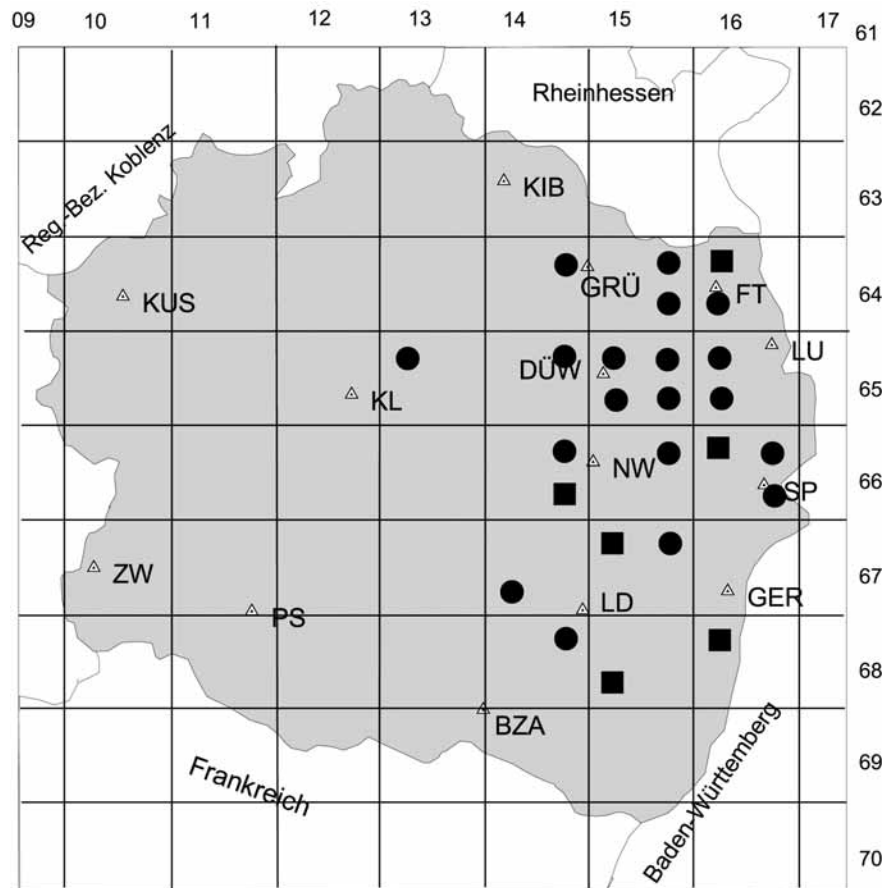 09 10 11 12 13 14 15 16 17
61
Rheinhessen
62
Reg.-Bez. Koblenz
KIB
63
GRÜ
FT
KUS
64
LU
DÜW
KL
65
NW
SP
66
ZW
LD
GER
67
PS
68
BZA
69
Frankreich
Baden-Württemberg
70